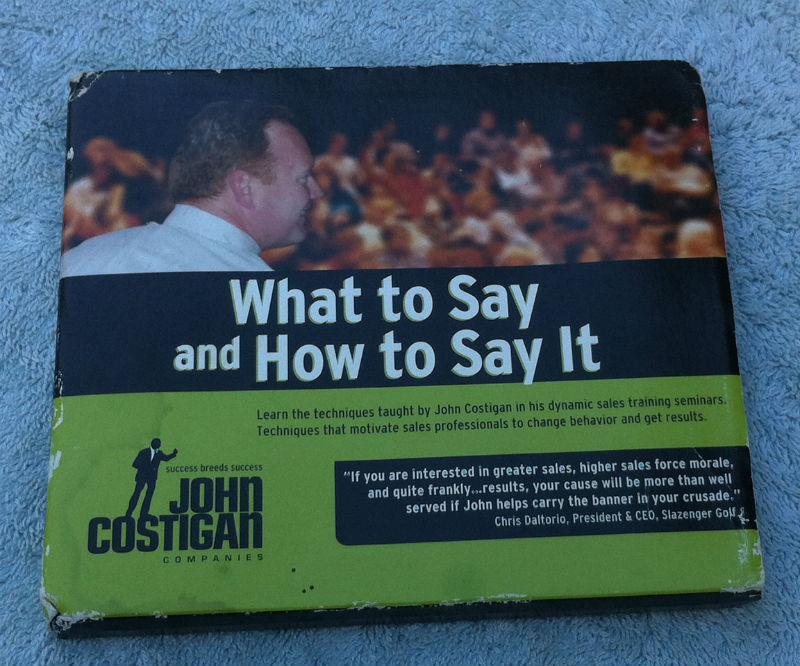 What to Say
and How to Say It
Learn the techniques taught by John Costigan in his dynamic sales training seminars.
Techniques that motivate sales professionals to change behavior and get results.
success breeds success
JOHN
COSTIGAN
COMPANIES
"If you are interested in greater sales, higher sales force morale,
and quite frankly...results, your cause will be more than well
served if John helps carry the banner in your crusade."
Chris Daltorio, President & CEO, Slazenger Golf